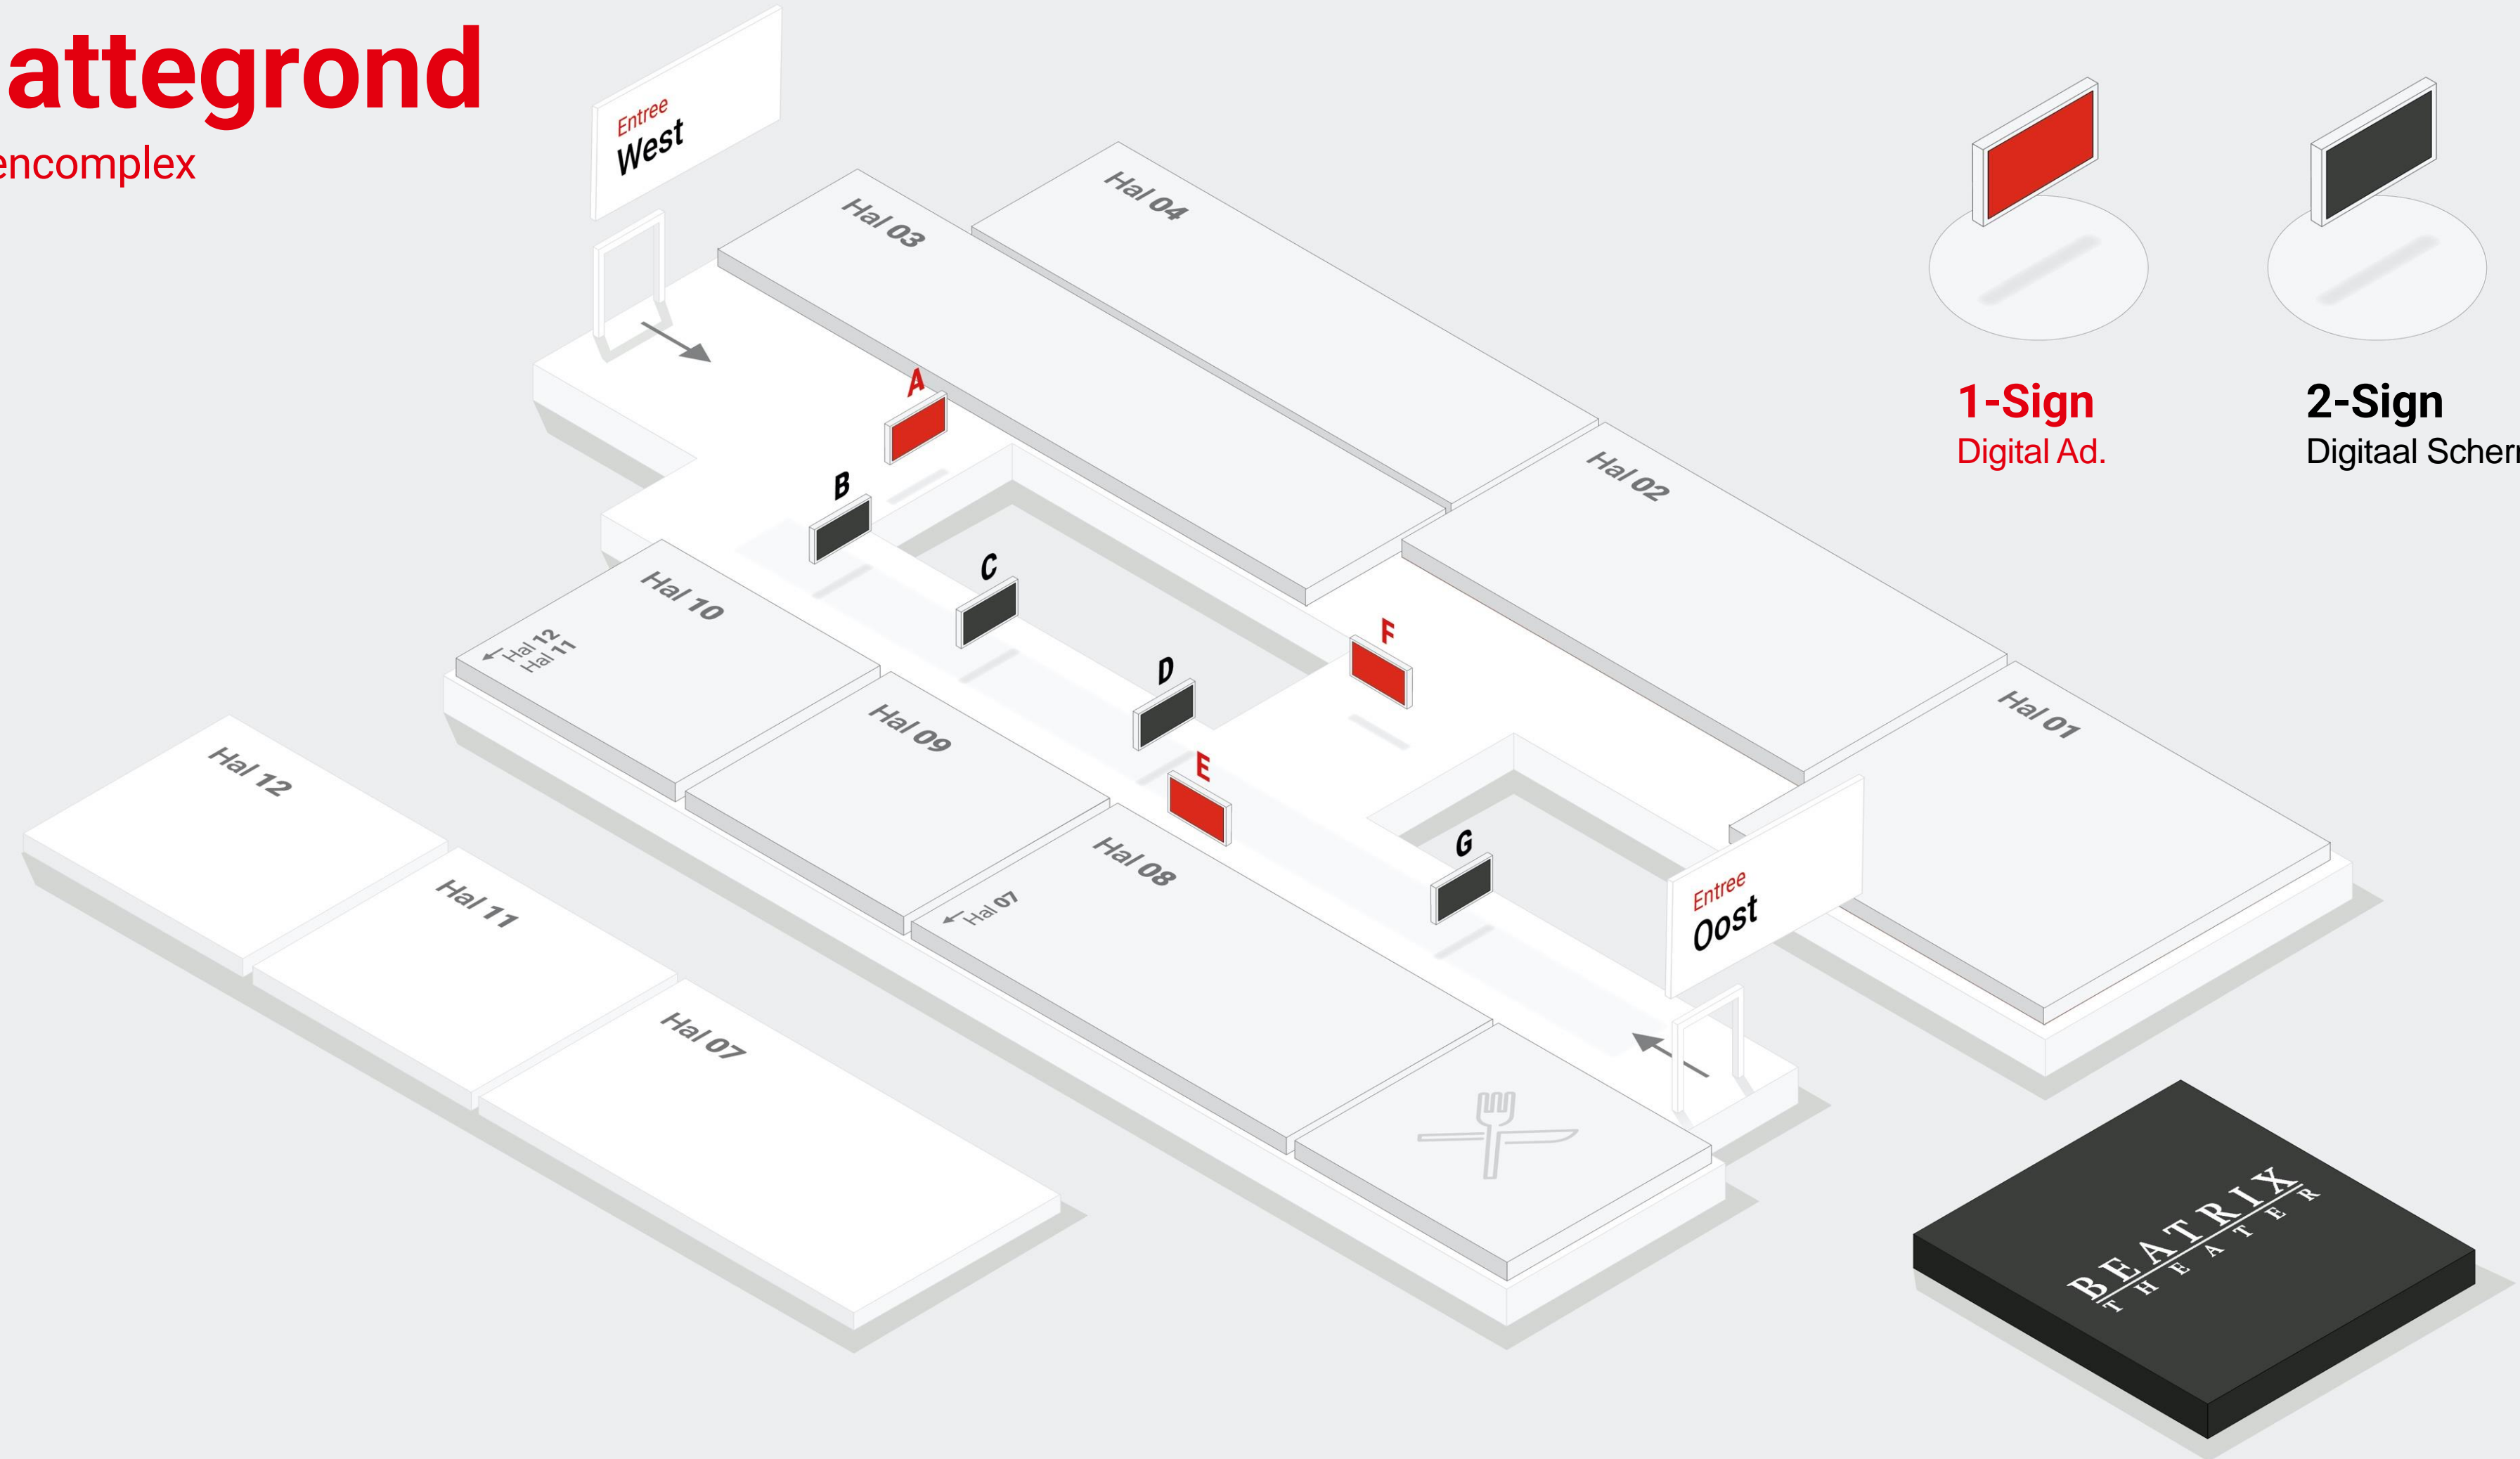 attegrond
encomplex
Entree
West
Hal 04
Hal 03
1-Sign
Digital Ad.
2-Sign
Digitaal Scher
A
Hal 02
B
C
Hal 10
Hal 12
Hal 11
F
D
Hal 09
Hal 01
E
Hal 12
G
Hal 08
Hal 07
Hal 11
Entree
Oost
Hal 07
BEATRIX
THEATER